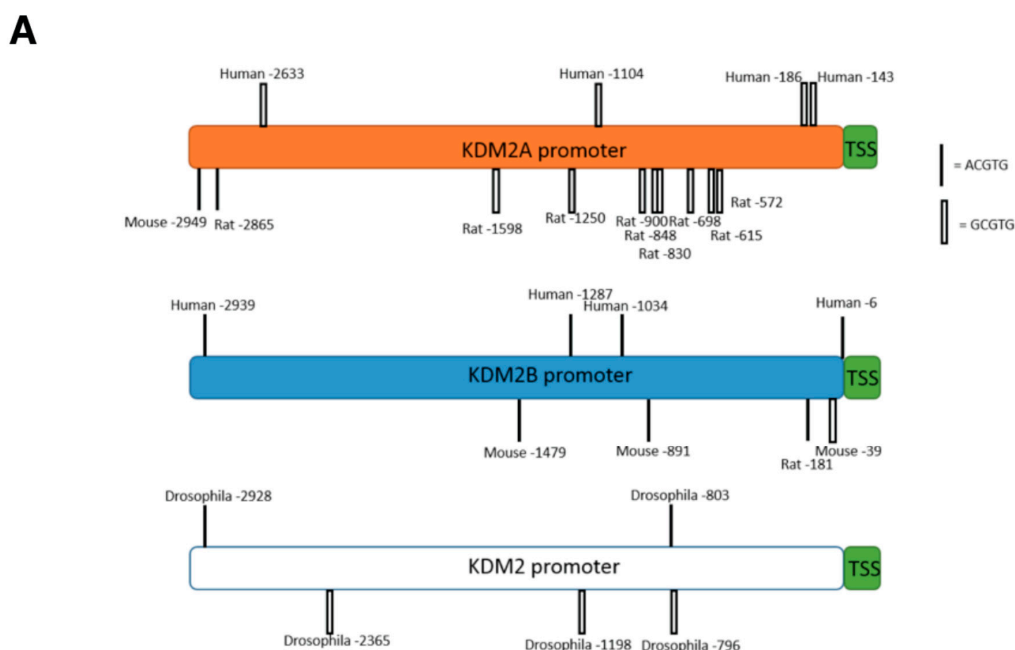 A
Human -2633
Human -1104
Human -186
Human -143
KDM2A promoter
TSS
= ACGTG
= GCGTG
Mouse -2949
Rat -2865
Rat -1598
Rat -1250
Rat -900
Rat -698
Rat -572
Rat -848
Rat -615
Rat -830
Human -2939
Human -1287
Human -1034
Human -6
KDM2B promoter
TSS
Mouse -1479
Mouse -891
Mouse -39
Rat -181
Drosophila -2928
Drosophila -803
KDM2 promoter
TSS
Drosophila -2365
Drosophila -1198
Drosophila -796